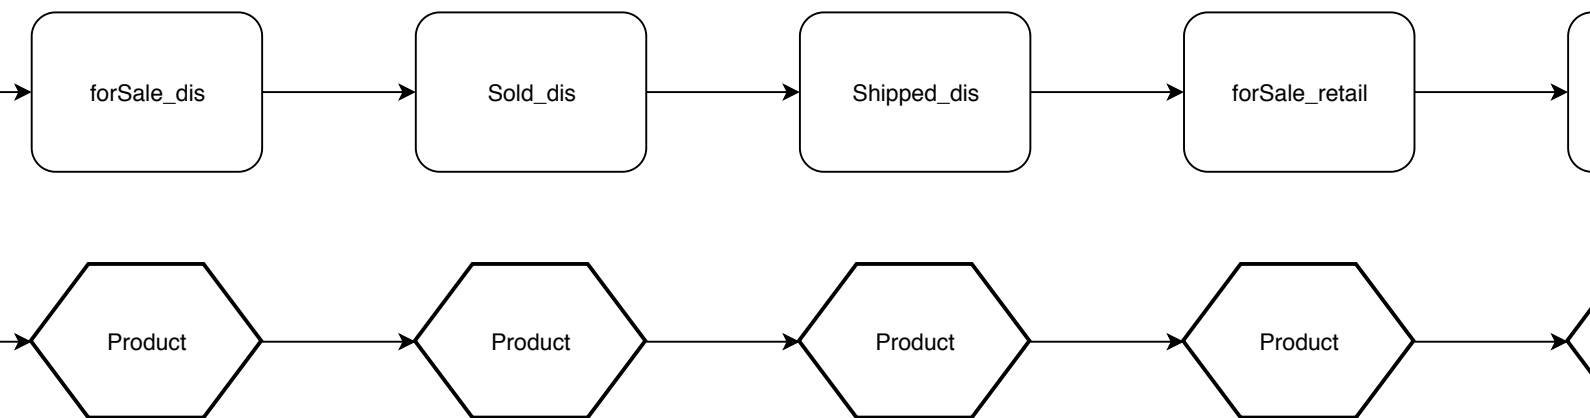 forSale_dis
Sold_dis
Shipped_dis
forSale_retail
Product
Product
Product
Product